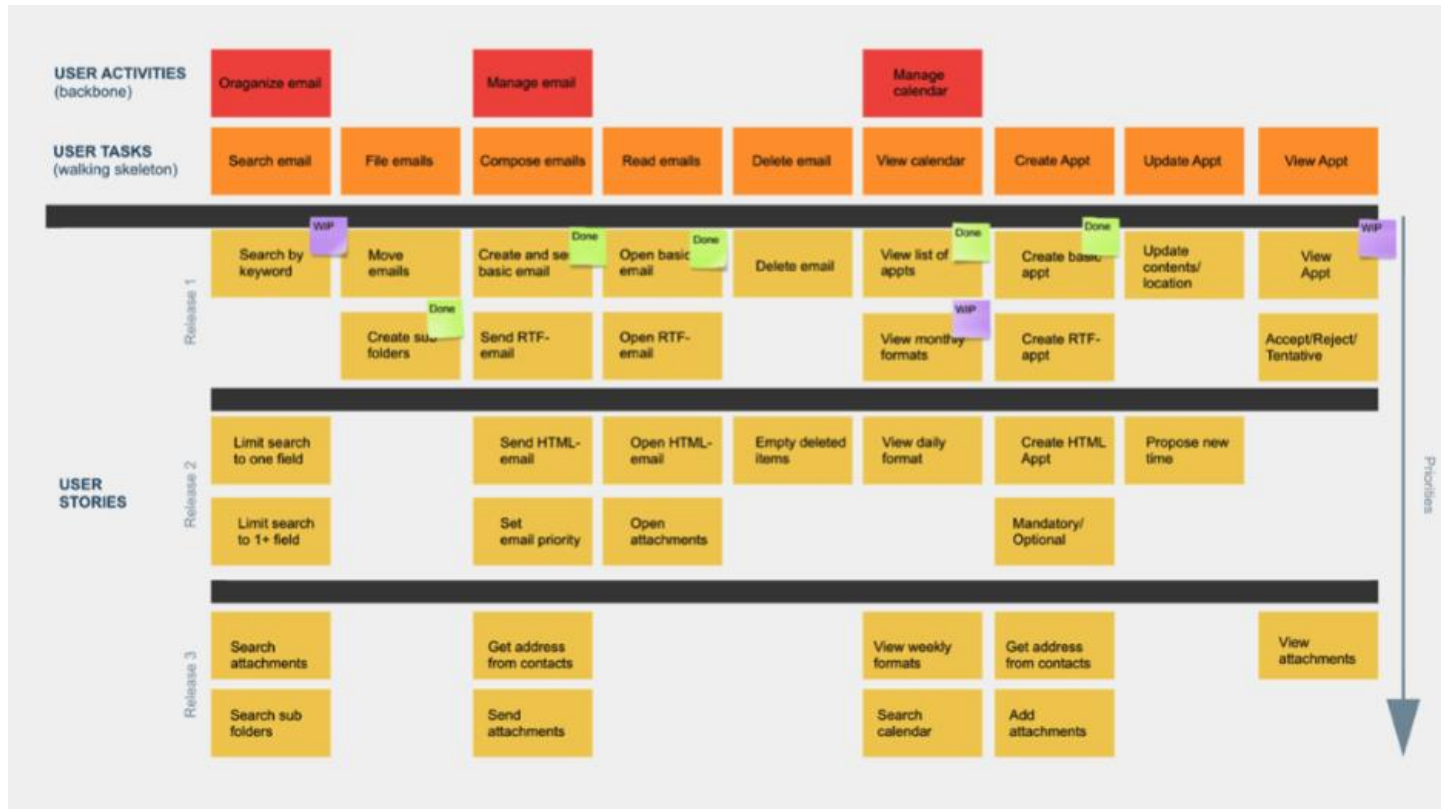 USER ACTIVITIES
(backbone)
Oraganize email
Manage email
Manage
calendar
USER TASKS
(walking skeleton)
Search email
File emails
Compose emails
Read emails
Delete email
View calendar
Create Appt
Update Appt
View Appt
Release 1
WIP
Search by
keyword
Move
emails
Done
Create and se
basic email
Done
Open basic
email
Delete email
Done
View list of
appts
Done
Create basic
appt
Update
contents/
location
WIP
View
Appt
Done
Create sub
folders
Send RTF-
email
Open RTF-
email
WIP
View monthly
formats
Create RTF-
appt
Accept/Reject/
Tentative
USER
STORIES
Release 2
Limit search
to one field
Send HTML-
email
Open HTML-
email
Empty deleted
items
View daily
format
Create HTML
Appt
Propose new
time
Limit search
to 1+ field
Set
email priority
Open
attachments
Mandatory/
Optional
Priorities
Release 3
Search
attachments
Get address
from contacts
View weekly
formats
Get address
from contacts
View
attachments
Search sub
folders
Send
attachments
Search
calendar
Add
attachments